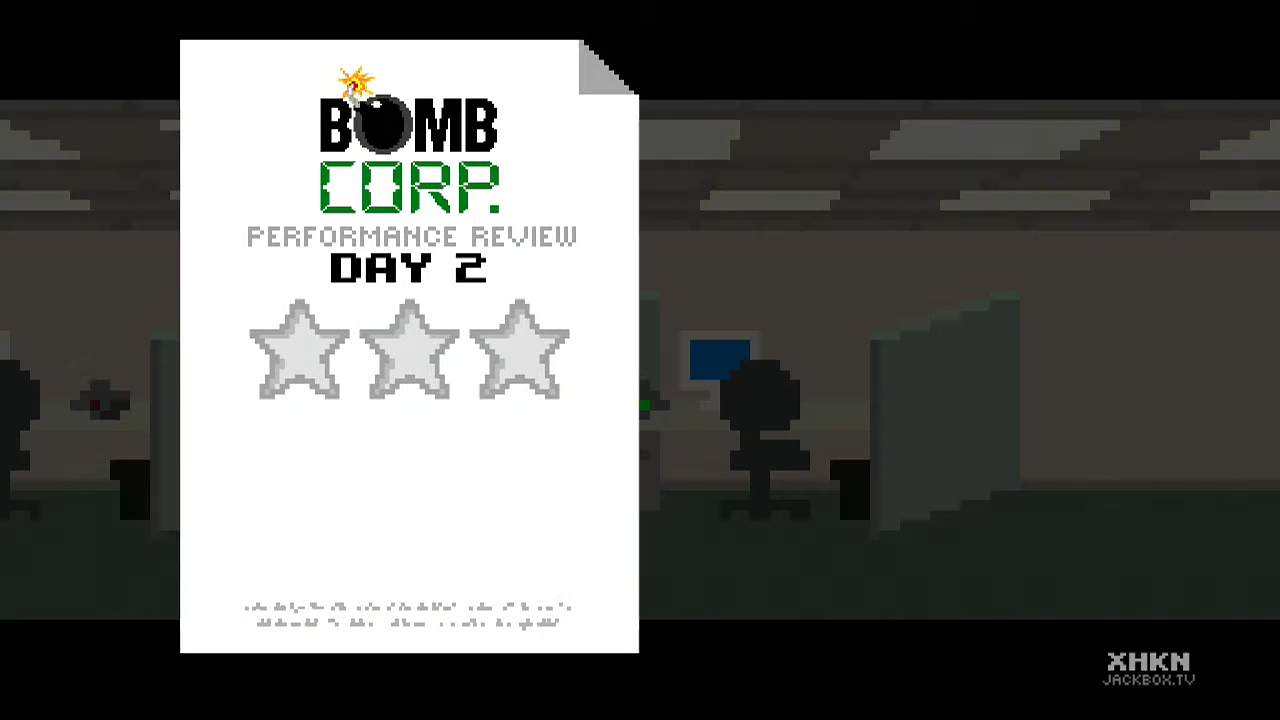 BOMB
CORP.
PERFORMANCE REVIEW
DAY 2
XHKN
JACKBOX.TV